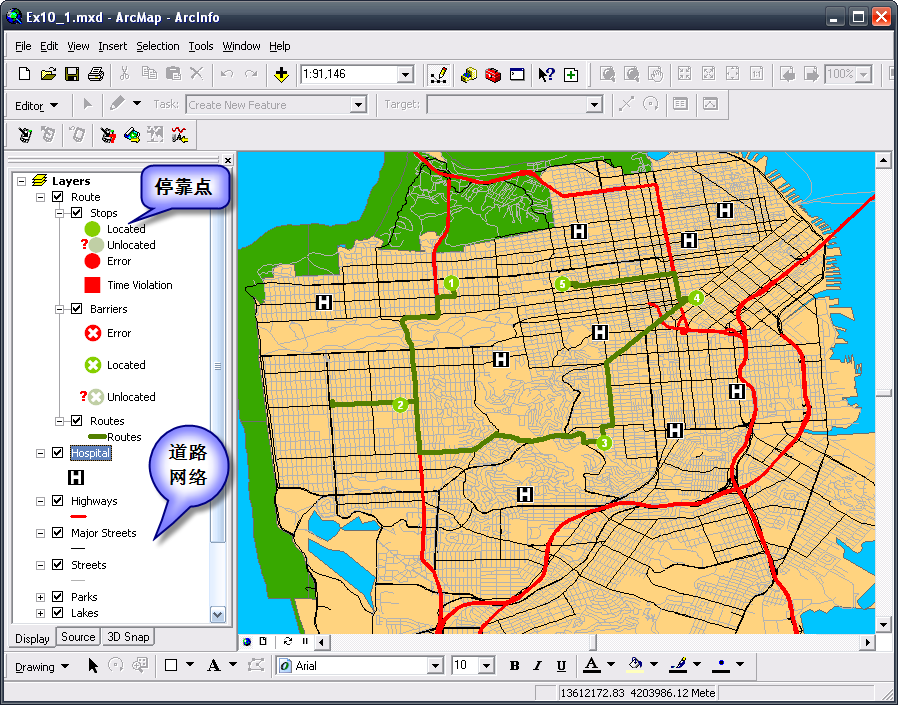 Ex10_1.mxd - ArcMap - ArcInfo
File Edit View Insert Selection Tools Window Help
1:91,146
100%
Editor Task: Create New Feature Target:
Layers
停靠点
Route
Stops
Located
? Unlocated
Error
Time Violation
Barriers
Error
Located
? Unlocated
Routes
Routes
道路
网络
Hospital
H
Highways
Major Streets
Streets
Parks
Lakes
H
H
H
1
5
4
H
H
H
H
2
H
3
H
Display Source 3D Snap
Drawing A Arial 10 B I U A
13612172.83 4203986.12 Mete